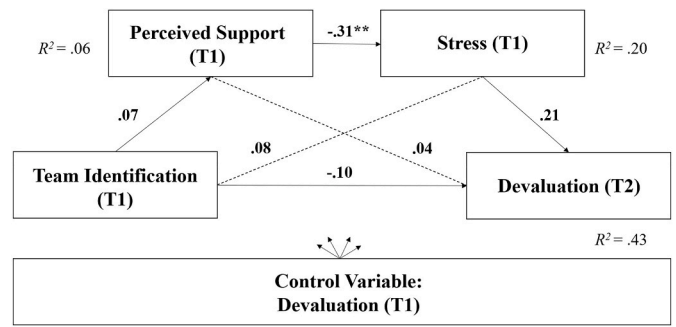 Perceived Support
(T1)
-.31**
Stress (T1)
R² = .06
R² = .20
.07
.08
.04
.21
Team Identification
(T1)
-.10
Devaluation (T2)
R² = .43
Control Variable:
Devaluation (T1)